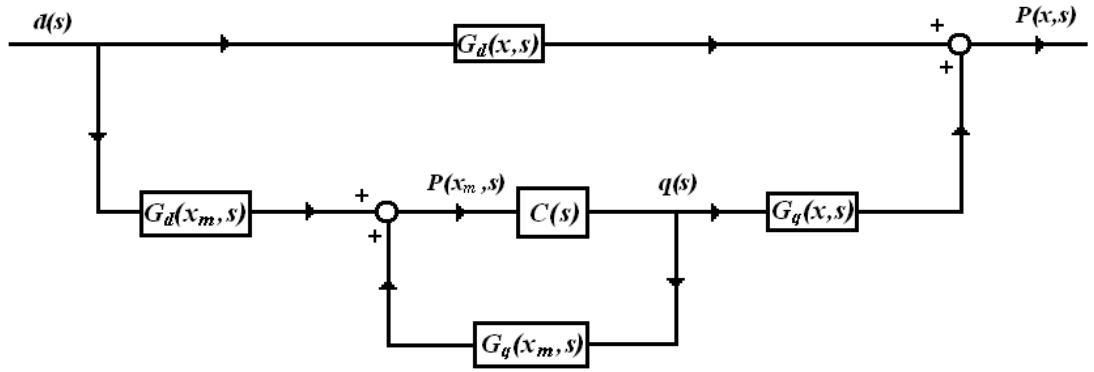 d(s)
G_d(x,s)
+
+
P(x,s)
G_d(x_m,s)
+
+
P(x_m,s)
C(s)
q(s)
G_q(x,s)
G_q(x_m,s)